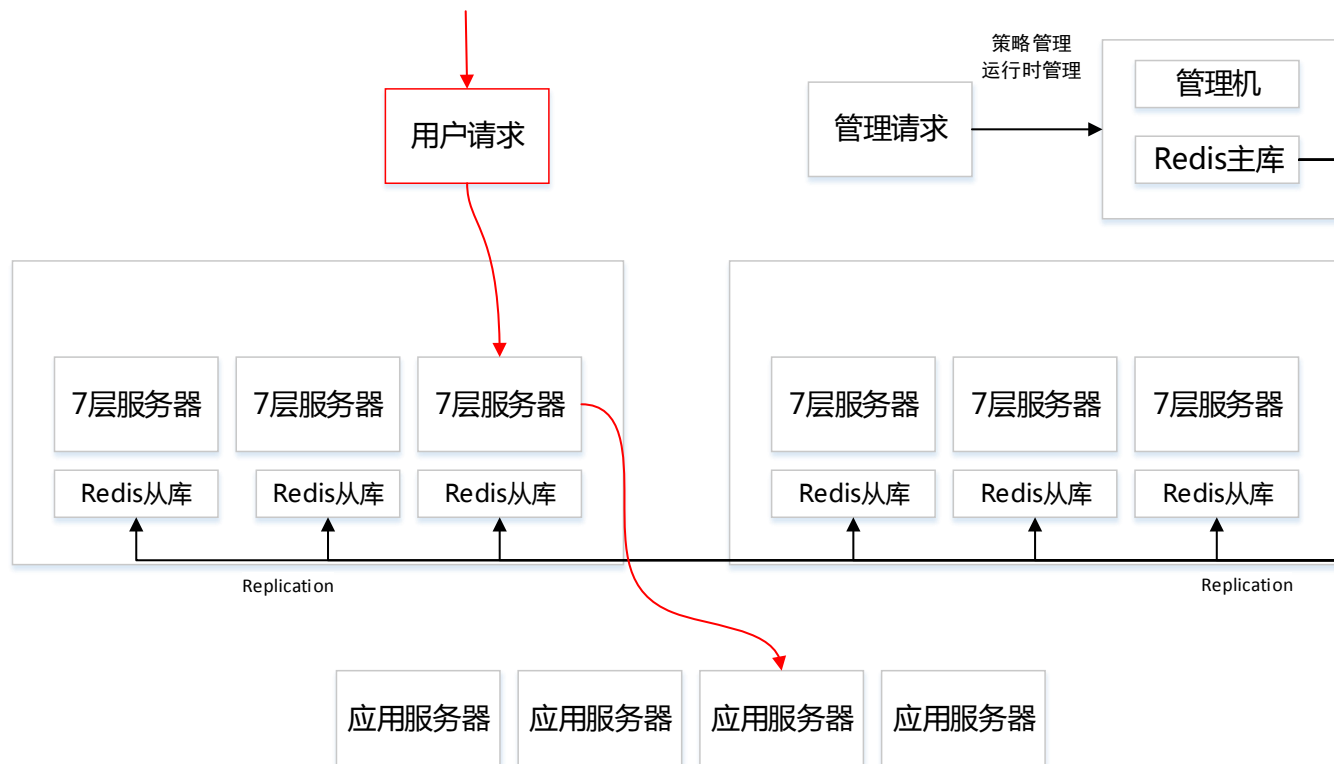 策略管理
运行时管理
用户请求
管理请求
管理机
Redis主库
7层服务器
7层服务器
7层服务器
7层服务器
7层服务器
7层服务器
Redis从库
Redis从库
Redis从库
Redis从库
Redis从库
Redis从库
Replication
Replication
应用服务器
应用服务器
应用服务器
应用服务器